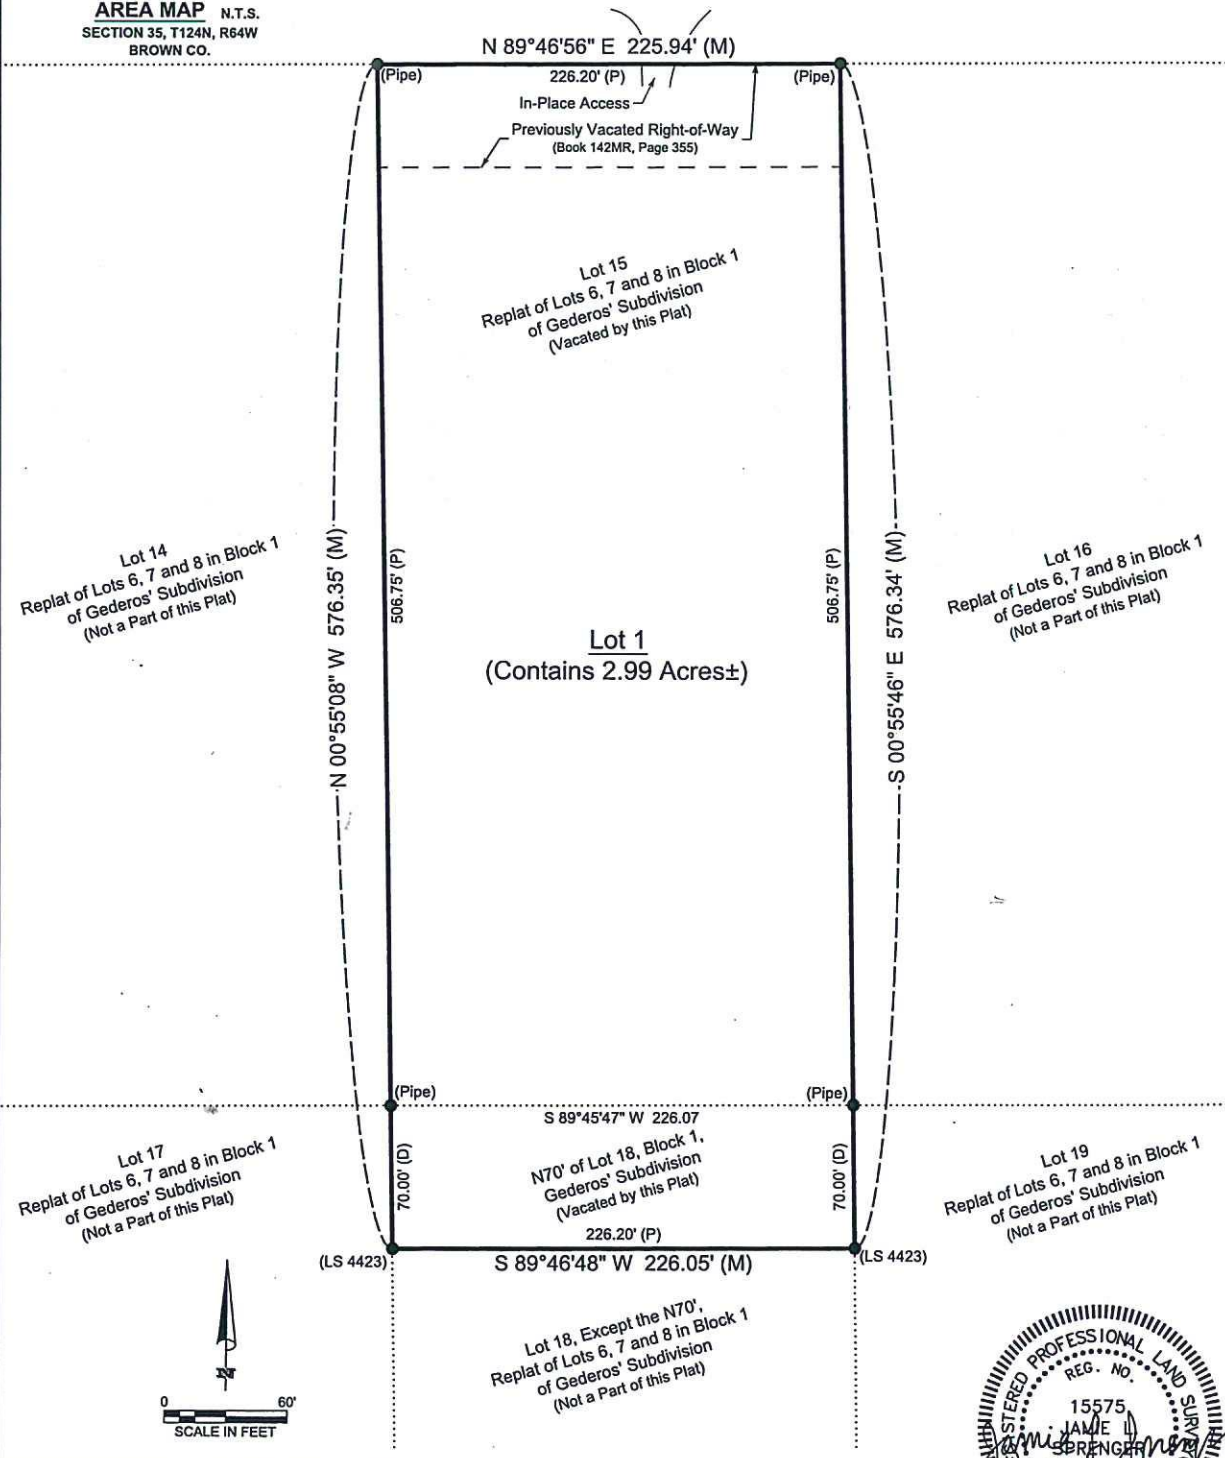 AREA MAP N.T.S.
SECTION 35, T124N, R64W
BROWN CO.
N 89°46'56" E 225.94' (M)
(Pipe)
226.20' (P)
(Pipe)
In-Place Access
Previously Vacated Right-of-Way
(Book 142MR, Page 355)
Lot 15
Replat of Lots 6, 7 and 8 in Block 1
of Gederos' Subdivision
(Vacated by this Plat)
Lot 14
Replat of Lots 6, 7 and 8 in Block 1
of Gederos' Subdivision
(Not a Part of this Plat)
N 00°55'08" W 576.35' (M)
506.75' (P)
Lot 1
(Contains 2.99 Acres±)
506.75' (P)
S 00°55'46" E 576.34' (M)
Lot 16
Replat of Lots 6, 7 and 8 in Block 1
of Gederos' Subdivision
(Not a Part of this Plat)
(Pipe)
(Pipe)
S 89°45'47" W 226.07
Lot 17
Replat of Lots 6, 7 and 8 in Block 1
of Gederos' Subdivision
(Not a Part of this Plat)
70.00' (D)
N70' of Lot 18, Block 1,
Gederos' Subdivision
(Vacated by this Plat)
70.00' (D)
Lot 19
Replat of Lots 6, 7 and 8 in Block 1
of Gederos' Subdivision
(Not a Part of this Plat)
226.20' (P)
(LS 4423)
S 89°46'48" W 226.05' (M)
(LS 4423)
Lot 18, Except the N70',
Replat of Lots 6, 7 and 8 in Block 1
of Gederos' Subdivision
(Not a Part of this Plat)
N
0 60'
SCALE IN FEET
PROFESSIONAL LAND
REG. NO.
15575
JAMIE L
SPRENGER